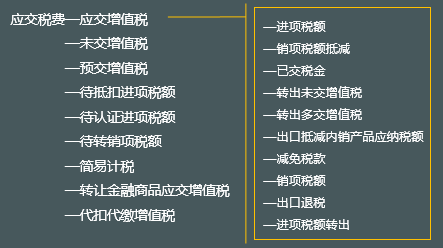 应交税费—应交增值税
—未交增值税
—预交增值税
—待抵扣进项税额
—待认证进项税额
—待转销项税额
—简易计税
—转让金融商品应交增值税
—代扣代缴增值税
—进项税额
—销项税额抵减
—已交税金
—转出未交增值税
—转出多交增值税
—出口抵减内销产品应纳税额
—减免税款
—销项税额
—出口退税
—进项税额转出